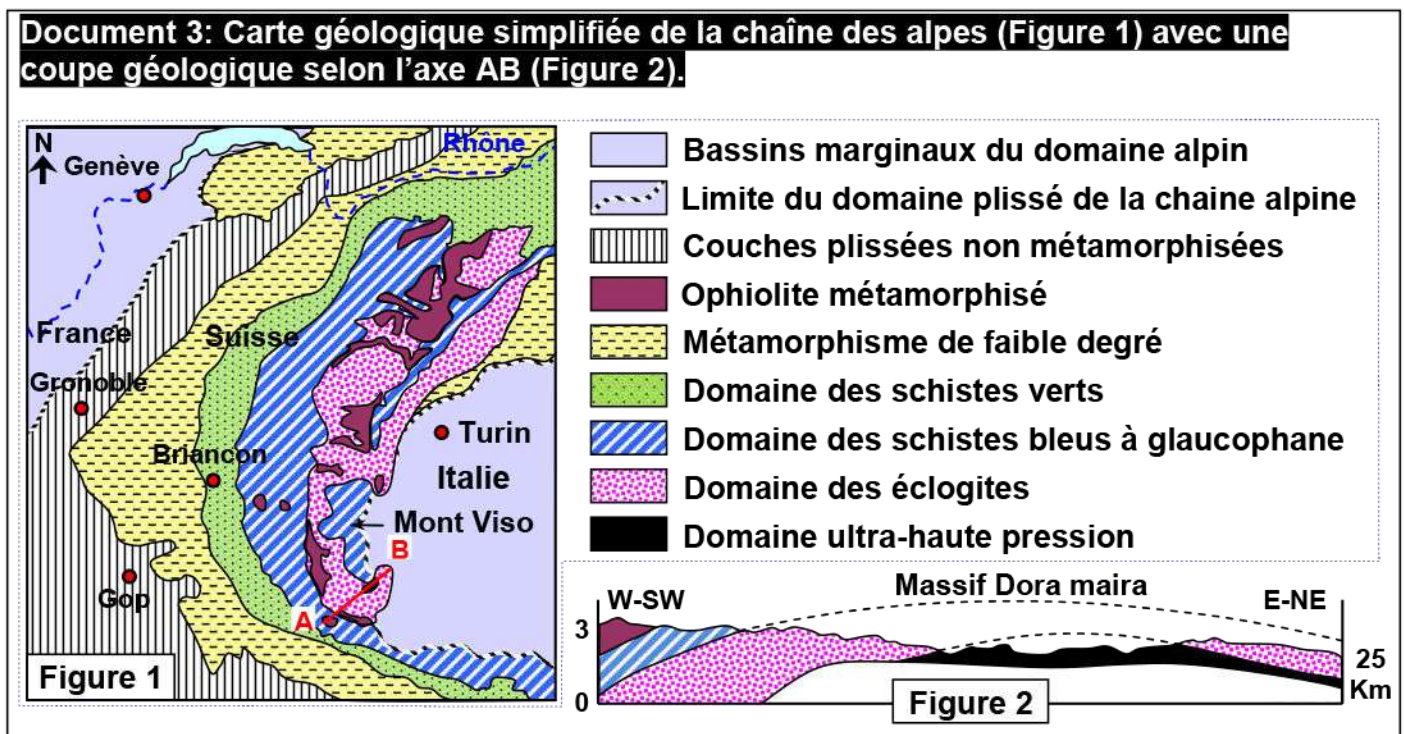 Document 3: Carte géologique simplifiée de la chaîne des alpes (Figure 1) avec une
coupe géologique selon l'axe AB (Figure 2).
N
Genève
Rhône
France
Suisse
Gronoble
Briancon
Turin
Italie
Mont Viso
B
A
Gop
Figure 1
Bassins marginaux du domaine alpin
Limite du domaine plissé de la chaine alpine
Couches plissées non métamorphisées
Ophiolite métamorphisé
Métamorphisme de faible degré
Domaine des schistes verts
Domaine des schistes bleus à glaucophane
Domaine des éclogites
Domaine ultra-haute pression
W-SW
Massif Dora maira
E-NE
3
0
25
Km
Figure 2